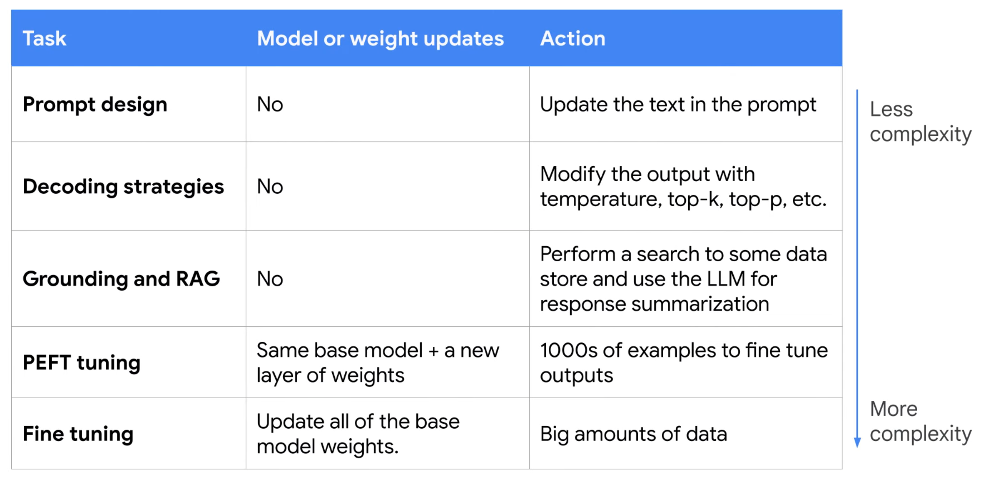 Task
Model or weight updates
Action
Prompt design
No
Update the text in the prompt
Decoding strategies
No
Modify the output with
temperature, top-k, top-p, etc.
Grounding and RAG
No
Perform a search to some data
store and use the LLM for
response summarization
PEFT tuning
Same base model + a new
layer of weights
1000s of examples to fine tune
outputs
Fine tuning
Update all of the base
model weights.
Big amounts of data
Less
complexity
More
complexity